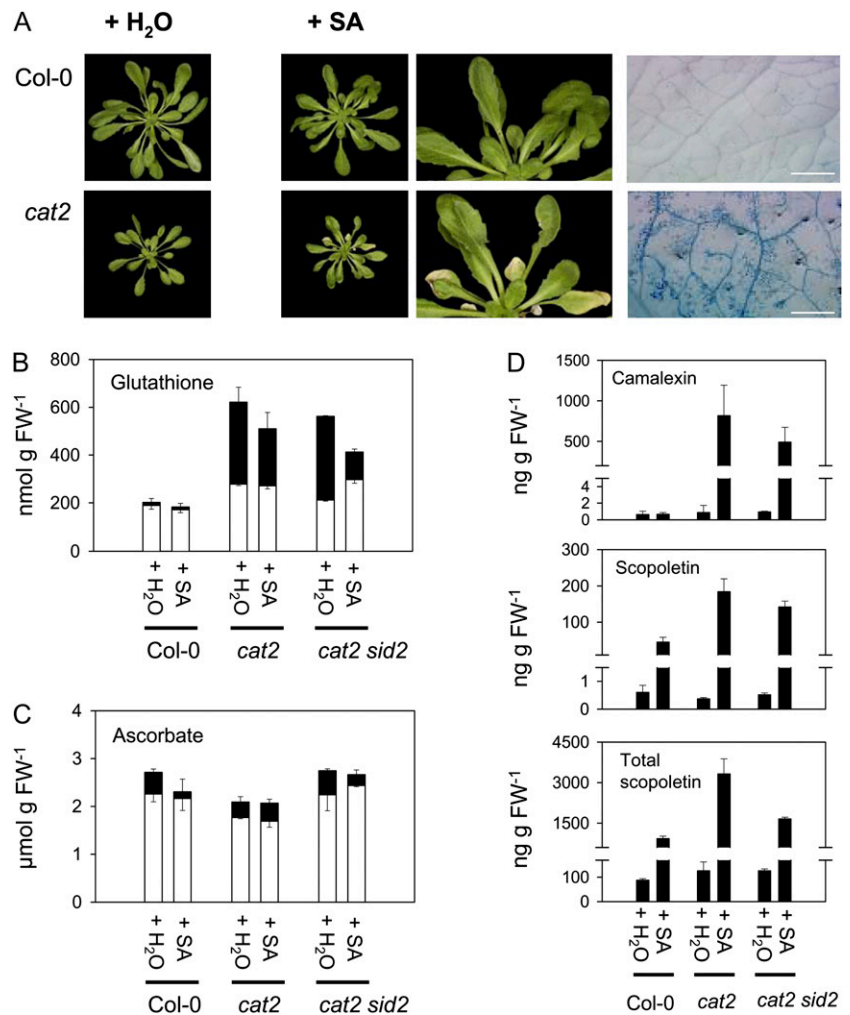 A
+ H₂O
+ SA
Col-0
cat2
B
Glutathione
nmol g FW⁻¹
800
600
400
200
0
+ H₂O
+ SA
+ H₂O
+ SA
+ H₂O
+ SA
Col-0
cat2
cat2 sid2
C
Ascorbate
µmol g FW⁻¹
4
3
2
1
0
+ H₂O
+ SA
+ H₂O
+ SA
+ H₂O
+ SA
Col-0
cat2
cat2 sid2
D
Camalexin
ng g FW⁻¹
1500
1000
500
4
2
0
Scopoletin
ng g FW⁻¹
300
200
100
1
0
Total
scopoletin
ng g FW⁻¹
4500
3000
1500
100
0
+ H₂O
+ SA
+ H₂O
+ SA
+ H₂O
+ SA
Col-0
cat2
cat2 sid2